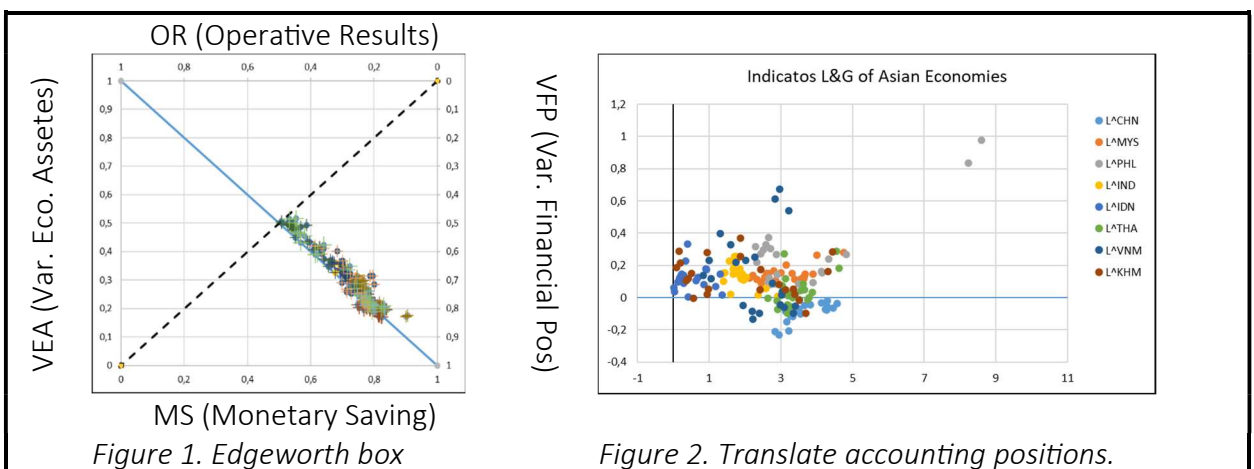 OR (Operative Results)
1 0,8 0,6 0,4 0,2 0
VEA (Var. Eco. Assetes)
1 0
0,9 0,1
0,8 0,2
0,7 0,3
0,6 0,4
0,5 0,5
0,4 0,6
0,3 0,7
0,2 0,8
0,1 0,9
0 1
0 0,2 0,4 0,6 0,8 1
MS (Monetary Saving)
Figure 1. Edgeworth box
VFP (Var. Financial Pos)
Indicatos L&G of Asian Economies
1,2
1
0,8
0,6
0,4
0,2
0
-0,2
-0,4
-1 1 3 5 7 9 11
L^CHN
L^MYS
L^PHL
L^IND
L^IDN
L^THA
L^VNM
L^KHM
Figure 2. Translate accounting positions.